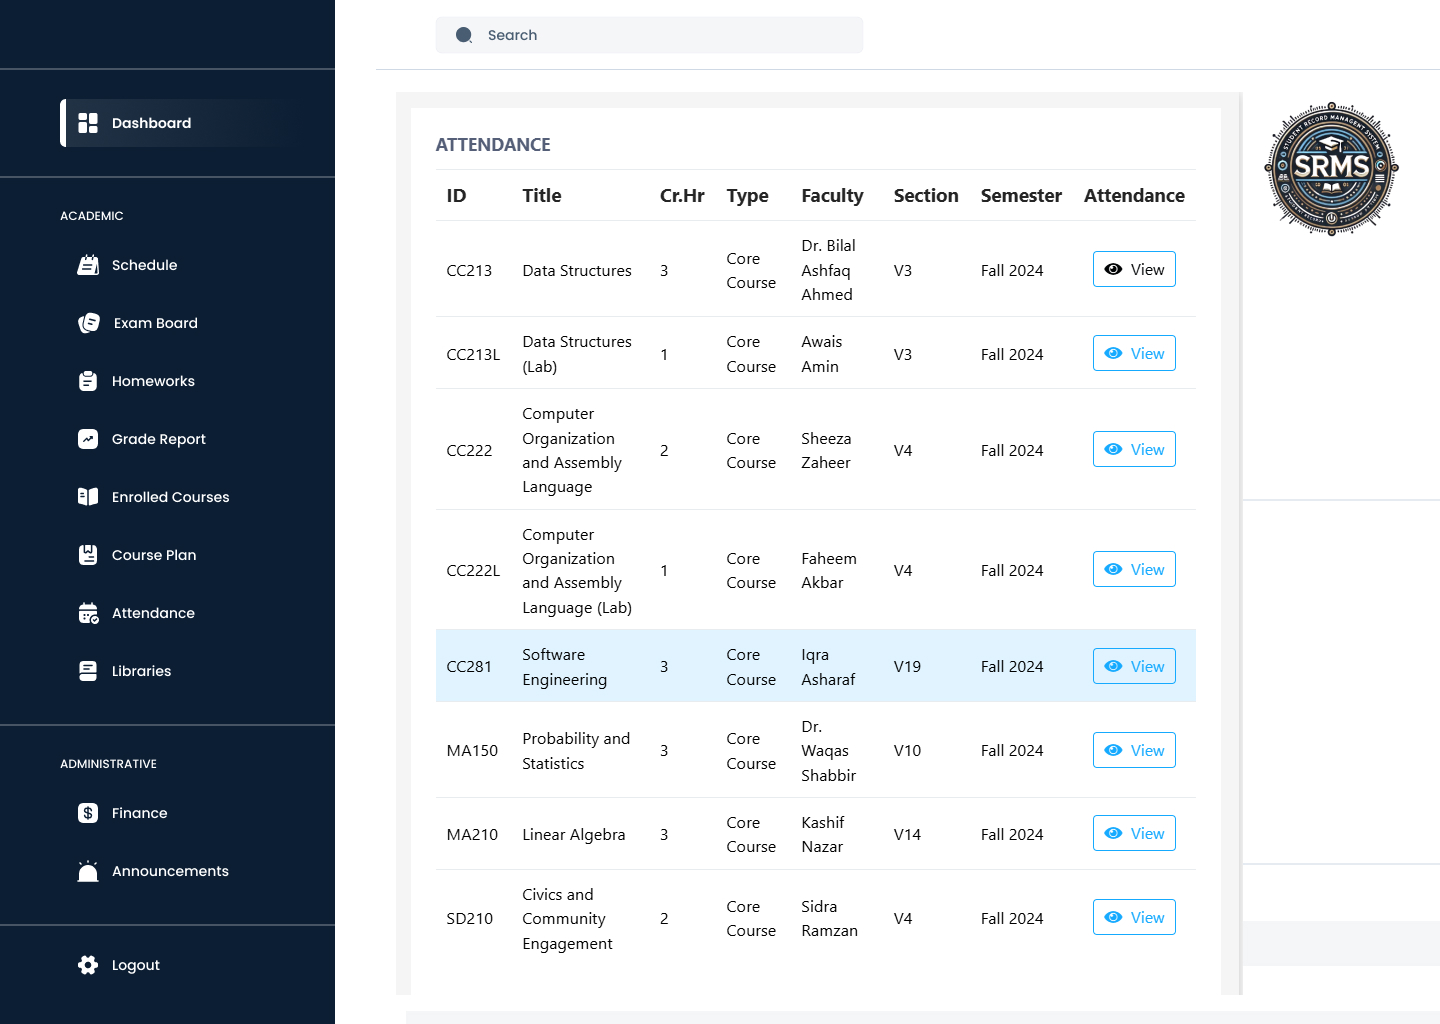 Search
Dashboard
ACADEMIC
Schedule
Exam Board
Homeworks
Grade Report
Enrolled Courses
Course Plan
Attendance
Libraries
ADMINISTRATIVE
Finance
Announcements
Logout
ATTENDANCE
ID Title Cr.Hr Type Faculty Section Semester Attendance
CC213 Data Structures 3 Core Course Dr. Bilal Ashfaq Ahmed V3 Fall 2024 View
CC213L Data Structures (Lab) 1 Core Course Awais Amin V3 Fall 2024 View
CC222 Computer Organization and Assembly Language 2 Core Course Sheeza Zaheer V4 Fall 2024 View
CC222L Computer Organization and Assembly Language (Lab) 1 Core Course Faheem Akbar V4 Fall 2024 View
CC281 Software Engineering 3 Core Course Iqra Asharaf V19 Fall 2024 View
MA150 Probability and Statistics 3 Core Course Dr. Waqas Shabbir V10 Fall 2024 View
MA210 Linear Algebra 3 Core Course Kashif Nazar V14 Fall 2024 View
SD210 Civics and Community Engagement 2 Core Course Sidra Ramzan V4 Fall 2024 View
STUDENT RECORD MANAGENT SYSTEM
SRMS